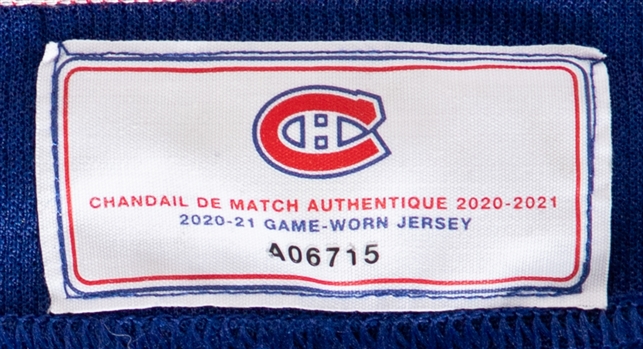 CHANDAIL DE MATCH AUTHENTIQUE 2020-2021
2020-21 GAME-WORN JERSEY
A06715